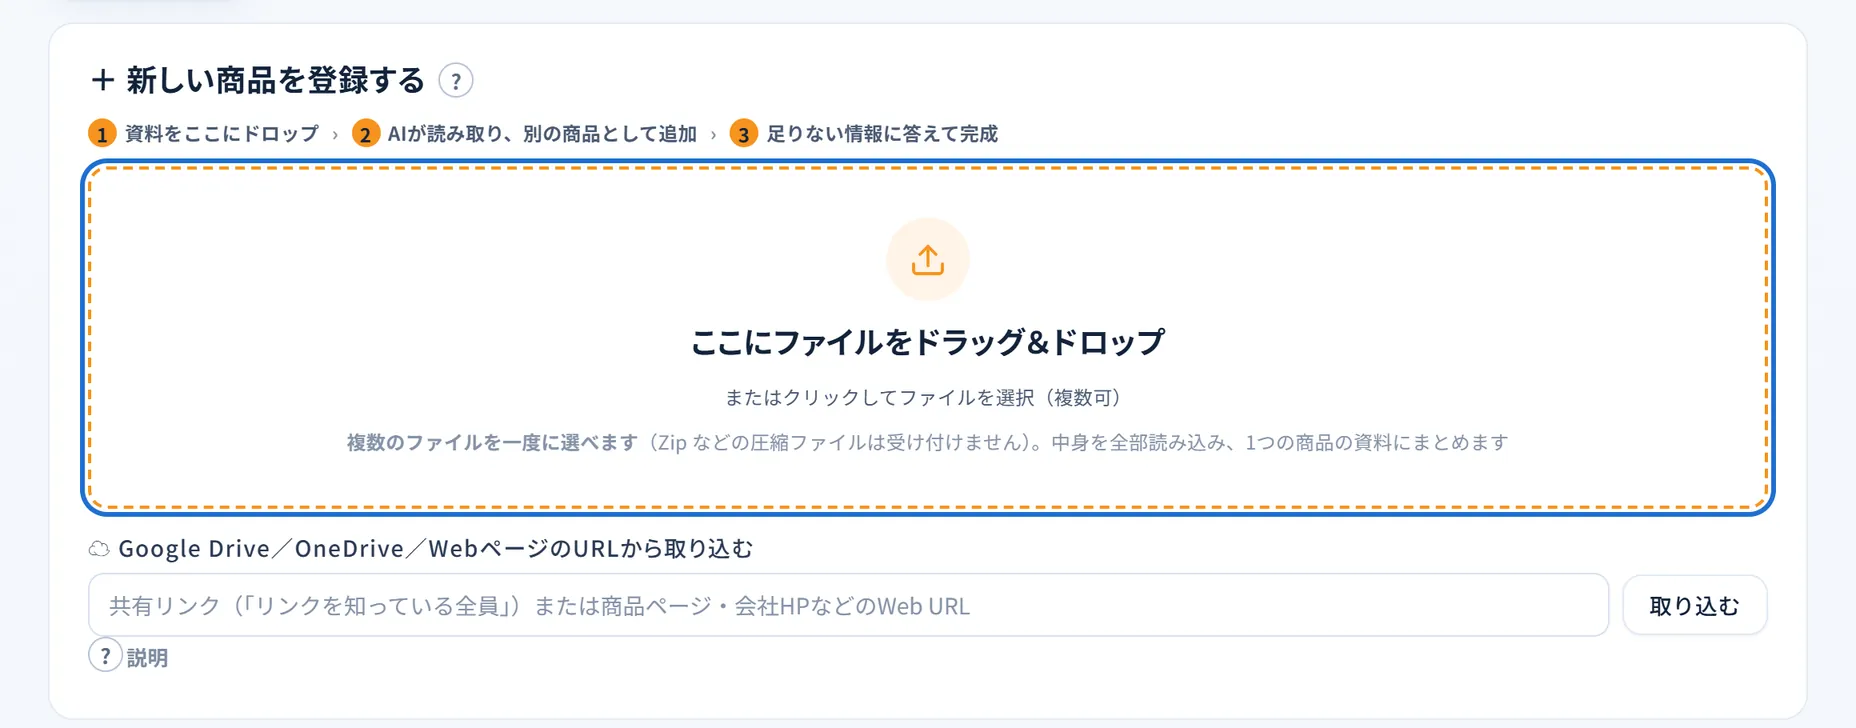 ＋ 新しい商品を登録する ?
1 資料をここにドロップ › 2 AIが読み取り、別の商品として追加 › 3 足りない情報に答えて完成
ここにファイルをドラッグ&ドロップ
またはクリックしてファイルを選択（複数可）
複数のファイルを一度に選べます（Zip などの圧縮ファイルは受け付けません）。中身を全部読み込み、1つの商品の資料にまとめます
Google Drive／OneDrive／WebページのURLから取り込む
共有リンク（「リンクを知っている全員」）または商品ページ・会社HPなどのWeb URL
取り込む
? 説明